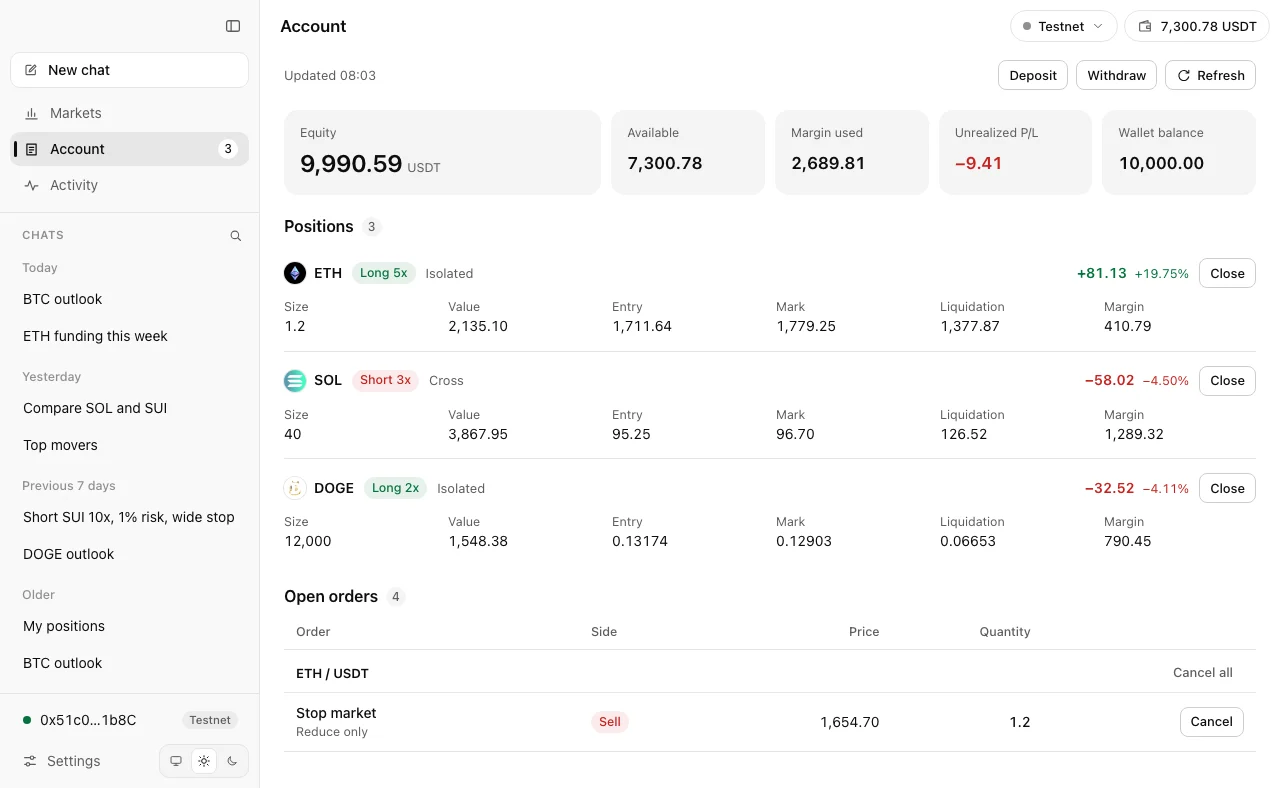 Account
Testnet
7,300.78 USDT
New chat
Markets
Account 3
Activity
CHATS
Today
BTC outlook
ETH funding this week
Yesterday
Compare SOL and SUI
Top movers
Previous 7 days
Short SUI 10x, 1% risk, wide stop
DOGE outlook
Older
My positions
BTC outlook
0x51c0...1b8C Testnet
Settings
Updated 08:03
Deposit Withdraw Refresh
Equity Available Margin used Unrealized P/L Wallet balance
9,990.59 USDT 7,300.78 2,689.81 −9.41 10,000.00
Positions 3
ETH Long 5x Isolated +81.13 +19.75% Close
Size Value Entry Mark Liquidation Margin
1.2 2,135.10 1,711.64 1,779.25 1,377.87 410.79
SOL Short 3x Cross −58.02 −4.50% Close
Size Value Entry Mark Liquidation Margin
40 3,867.95 95.25 96.70 126.52 1,289.32
DOGE Long 2x Isolated −32.52 −4.11% Close
Size Value Entry Mark Liquidation Margin
12,000 1,548.38 0.13174 0.12903 0.06653 790.45
Open orders 4
Order Side Price Quantity
ETH / USDT Cancel all
Stop market
Reduce only
Sell 1,654.70 1.2 Cancel